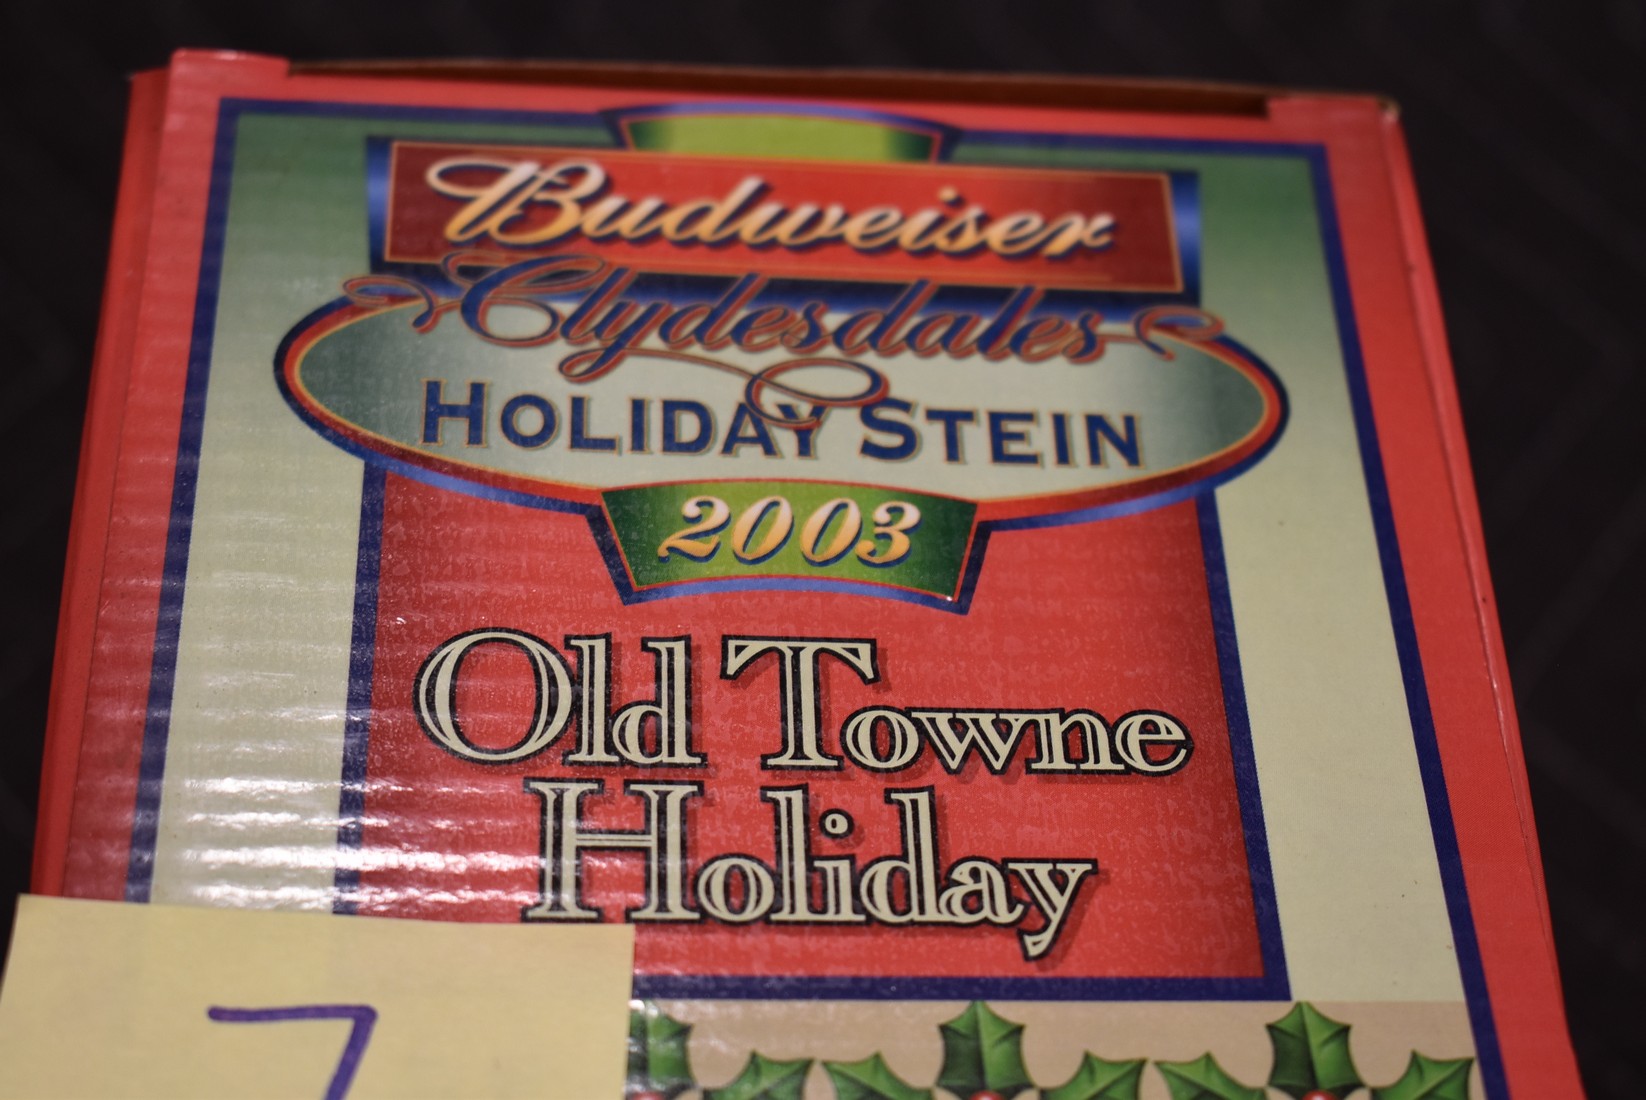 Budweiser
Clydesdales
HOLIDAY STEIN
2003
Old Towne
Holiday
7